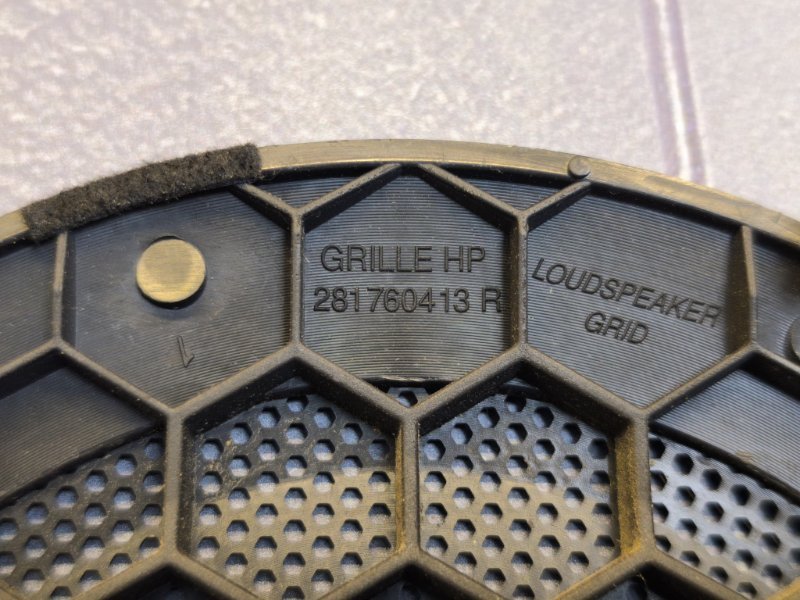 GRILLE HP
281760413 R
LOUDSPEAKER
GRID